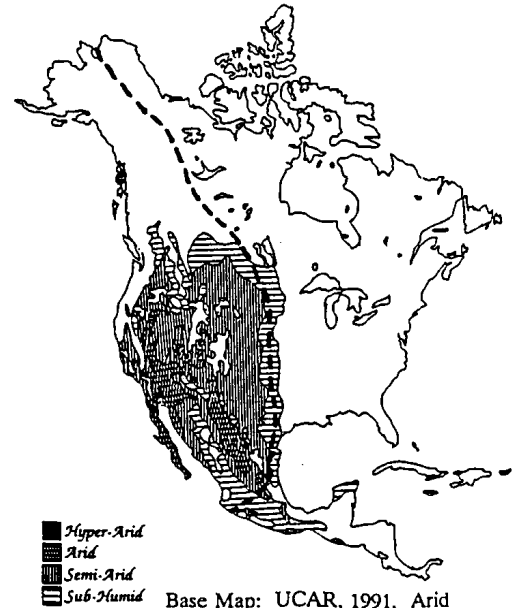 Hyper-Arid
Arid
Semi-Arid
Sub-Humid
Base Map: UCAR, 1991. Arid